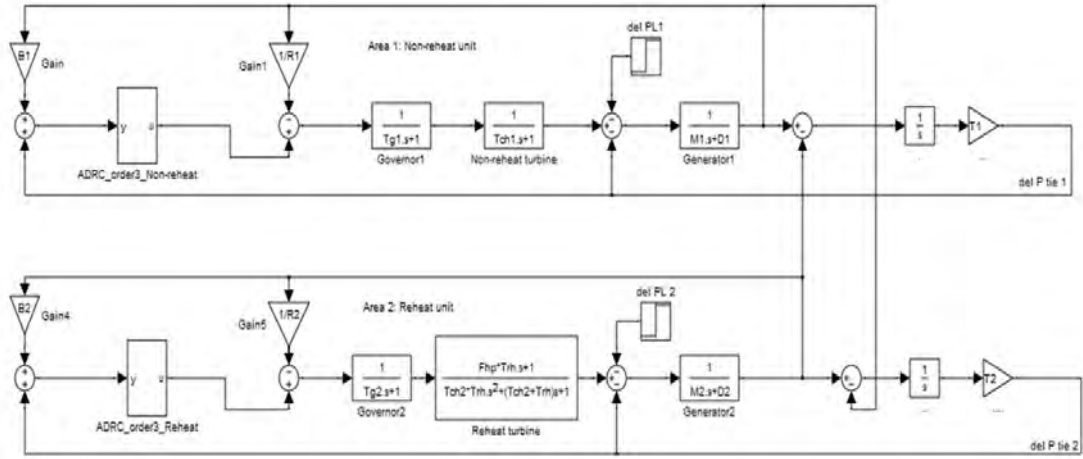 del PL1
B1
Gain
1/R1
Gain1
Area 1: Non-reheat unit
y
u
ADRC_order3_Non-reheat
1
Tg1.s+1
Governor1
1
Tch1.s+1
Non-reheat turbine
1
M1.s+D1
Generator1
1
s
T1
del P tie 1
B2
Gain4
1/R2
Gain5
Area 2: Reheat unit
del PL 2
y
u
ADRC_order3_Reheat
1
Tg2.s+1
Governor2
Fhp*Trh.s+1
Tch2*Trh.s²+(Tch2+Trh)s+1
Reheat turbine
1
M2.s+D2
Generator2
1
s
T2
del P tie 2